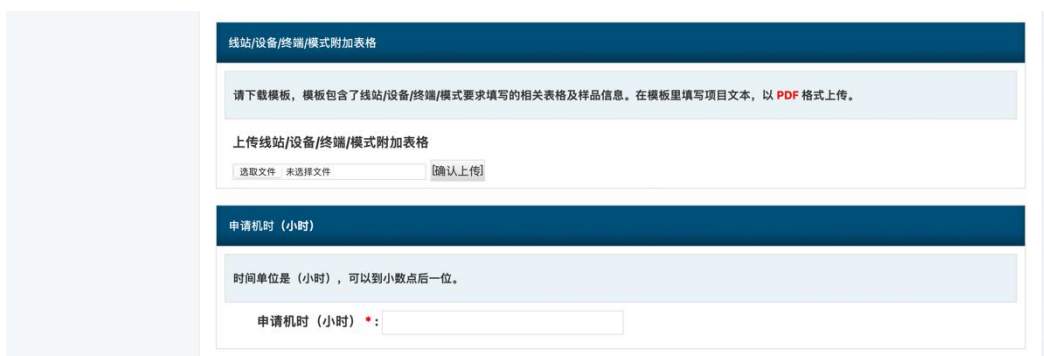 线站/设备/终端/模式附加表格
请下载模板，模板包含了线站/设备/终端/模式要求填写的相关表格及样品信息。在模板里填写项目文本，以 PDF 格式上传。
上传线站/设备/终端/模式附加表格
选取文件 未选择文件 [确认上传]
申请机时（小时）
时间单位是（小时），可以到小数点后一位。
申请机时（小时） *：